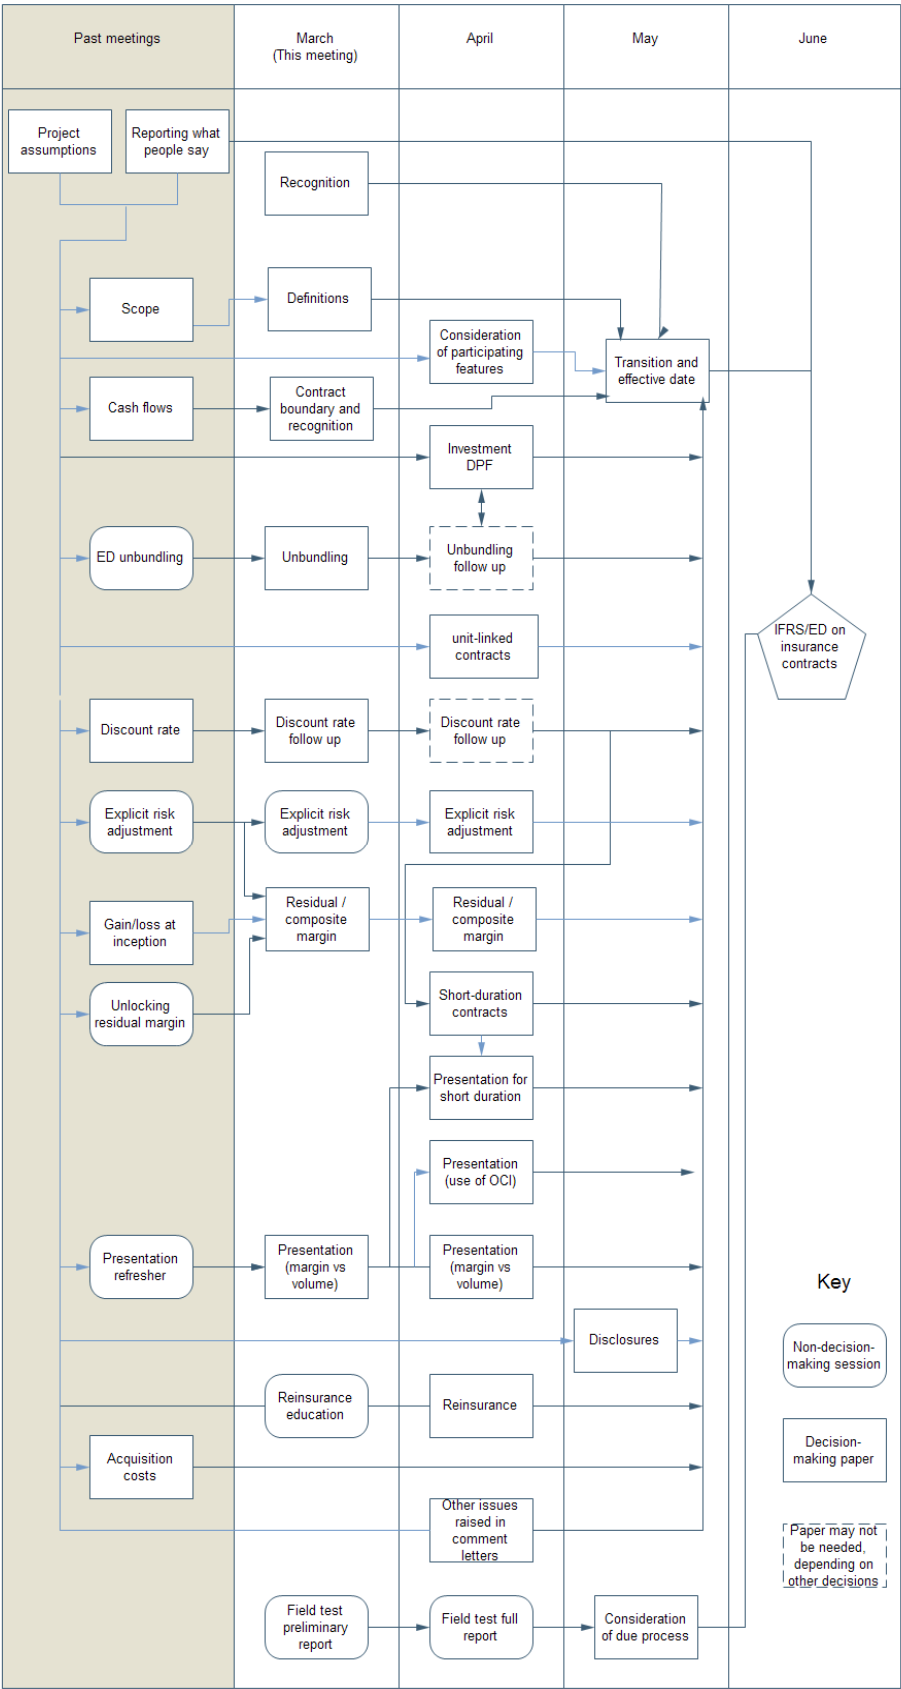 Past meetings
March
(This meeting)
April
May
June
Project
assumptions
Reporting what
people say
Recognition
Scope
Definitions
Consideration
of participating
features
Transition and
effective date
Cash flows
Contract
boundary and
recognition
Investment
DPF
ED unbundling
Unbundling
Unbundling
follow up
unit-linked
contracts
IFRS/ED on
insurance
contracts
Discount rate
Discount rate
follow up
Discount rate
follow up
Explicit risk
adjustment
Explicit risk
adjustment
Explicit risk
adjustment
Gain/loss at
inception
Residual /
composite
margin
Residual /
composite
margin
Unlocking
residual margin
Short-duration
contracts
Presentation for
short duration
Presentation
(use of OCI)
Presentation
refresher
Presentation
(margin vs
volume)
Presentation
(margin vs
volume)
Disclosures
Reinsurance
education
Reinsurance
Acquisition
costs
Other issues
raised in
comment
letters
Field test
preliminary
report
Field test full
report
Consideration
of due process
Key
Non-decision-
making session
Decision-
making paper
Paper may not
be needed,
depending on
other decisions